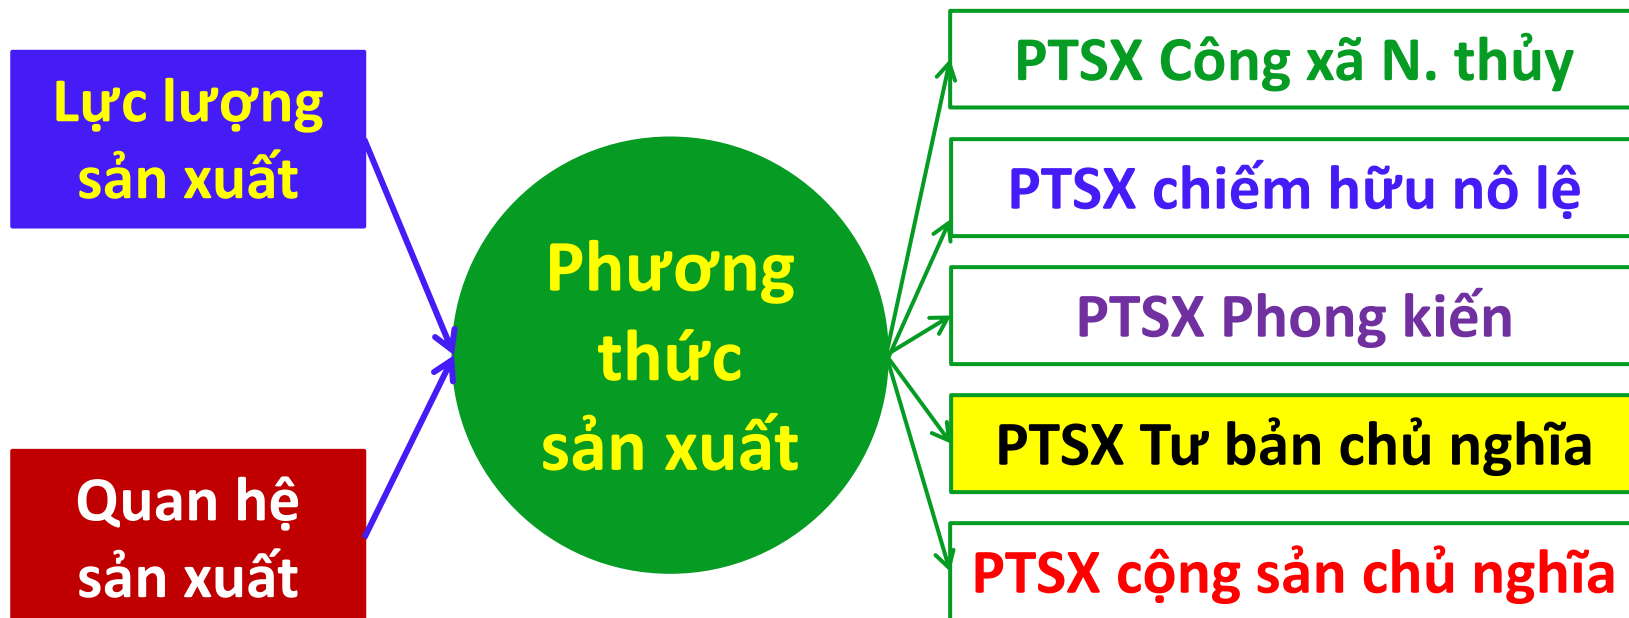 Lực lượng
sản xuất
Quan hệ
sản xuất
Phương
thức
sản xuất
PTSX Công xã N. thủy
PTSX chiếm hữu nô lệ
PTSX Phong kiến
PTSX Tư bản chủ nghĩa
PTSX cộng sản chủ nghĩa